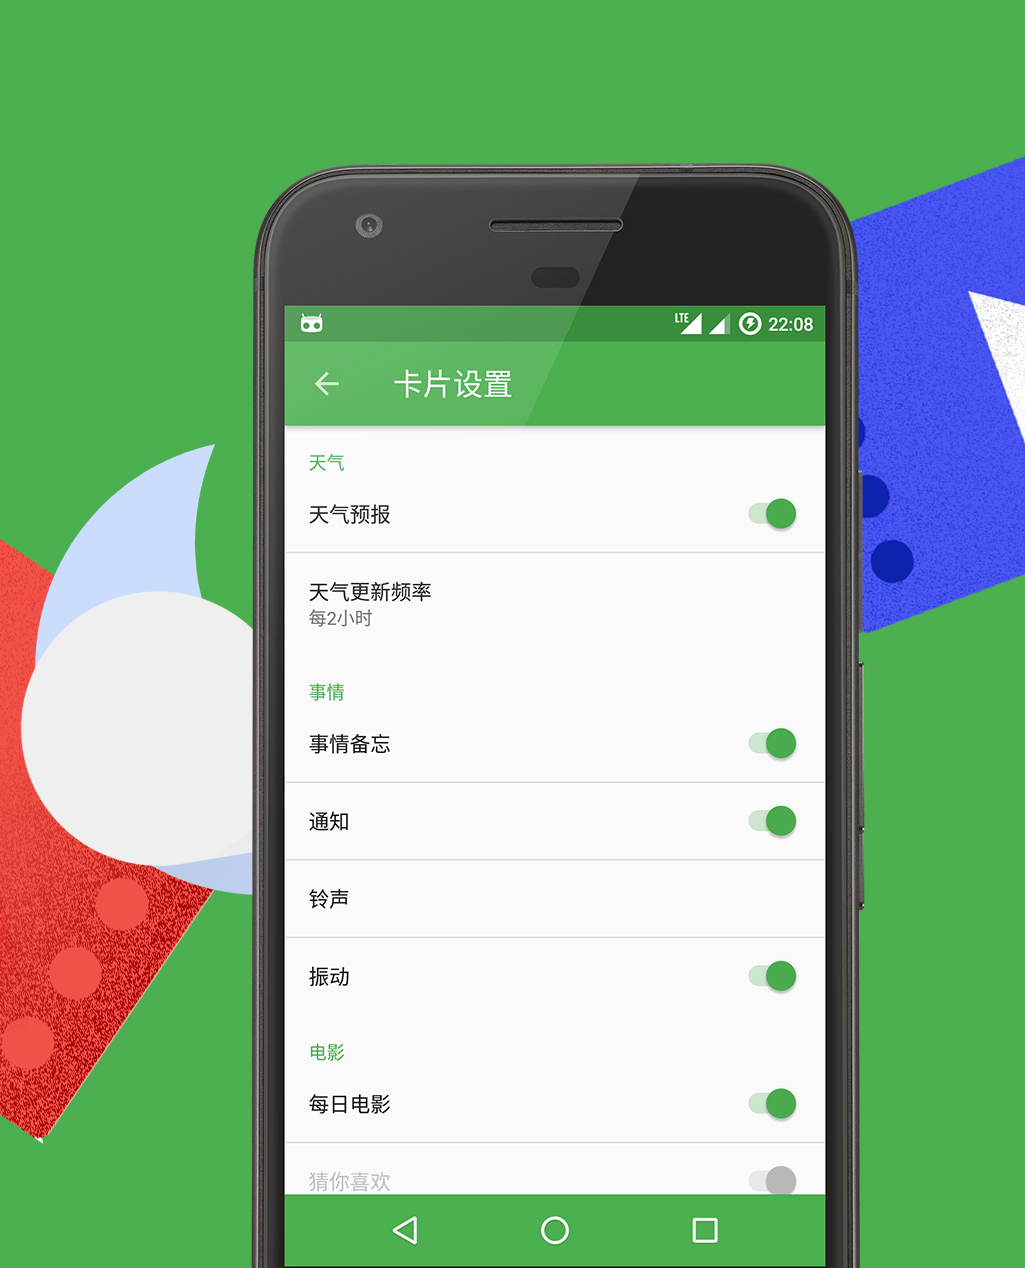 LTE 22:08
卡片设置
天气
天气预报
天气更新频率
每2小时
事情
事情备忘
通知
铃声
振动
电影
每日电影
猜你喜欢